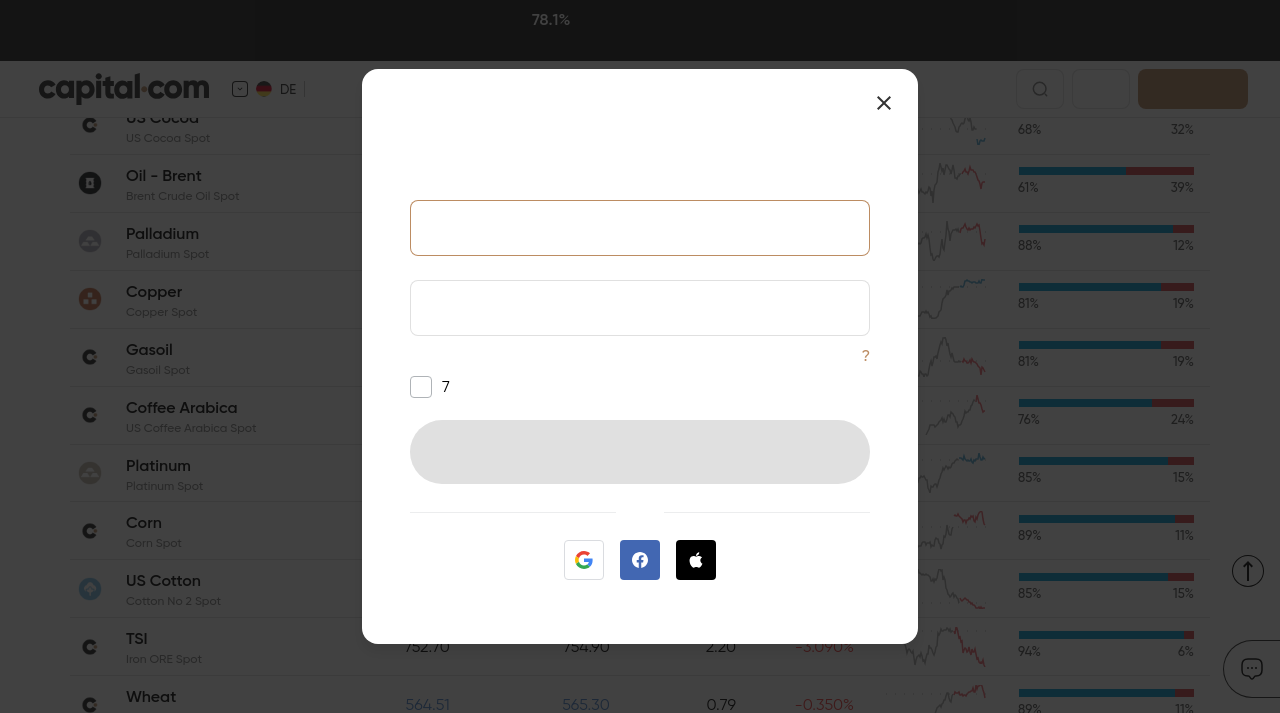 78.1%
capital.com
DE
US Cocoa
US Cocoa Spot
68% 32%
Oil - Brent
Brent Crude Oil Spot
61% 39%
Palladium
Palladium Spot
88% 12%
Copper
Copper Spot
81% 19%
Gasoil
Gasoil Spot
?
81% 19%
7
Coffee Arabica
US Coffee Arabica Spot
76% 24%
Platinum
Platinum Spot
85% 15%
Corn
Corn Spot
89% 11%
US Cotton
Cotton No 2 Spot
85% 15%
TSI
Iron ORE Spot
752.70 754.90 2.20 -3.090%
94% 6%
Wheat
564.51 565.30 0.79 -0.350%
89% 11%